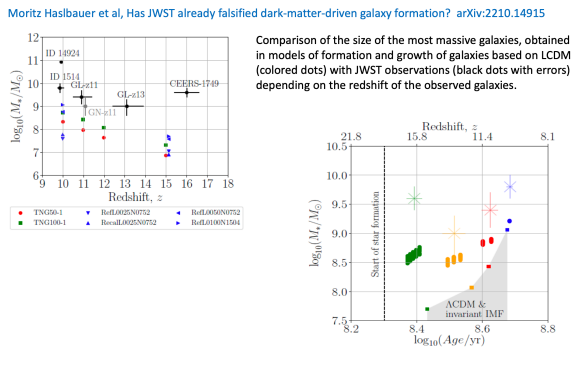 Moritz Haslbauer et al, Has JWST already falsified dark-matter-driven galaxy formation? arXiv:2210.14915
Comparison of the size of the most massive galaxies, obtained
in models of formation and growth of galaxies based on LCDM
(colored dots) with JWST observations (black dots with errors)
depending on the redshift of the observed galaxies.
12
11
10
9
8
7
6
log₁₀(M⁎/M⊙)
ID 14924
ID 1514
GL-z11
GN-z11
GL-z13
CEERS-1749
9 10 11 12 13 14 15 16 17 18
Redshift, z
TNG50-1
TNG100-1
RefL0025N0752
RecalL0025N0752
RefL0050N0752
RefL0100N1504
Redshift, z
21.8 15.8 11.4 8.1
10.5
10.0
9.5
9.0
8.5
8.0
7.5
log₁₀(M⁎/M⊙)
Start of star formation
ΛCDM &
invariant IMF
8.2 8.4 8.6 8.8
log₁₀(Age/yr)